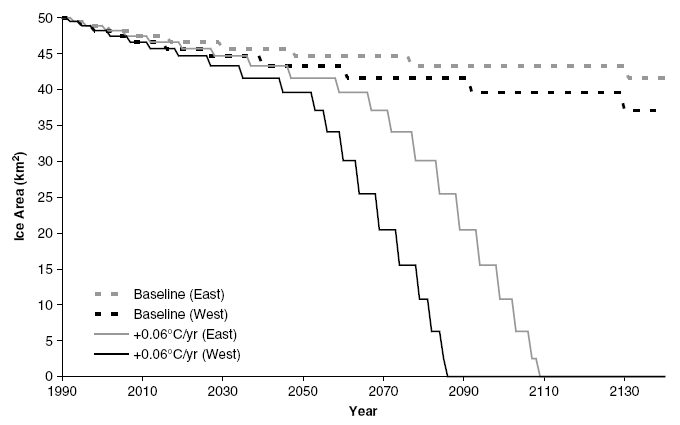 50
45
40
35
30
25
20
15
10
5
0
Ice Area (km²)
Baseline (East)
Baseline (West)
+0.06°C/yr (East)
+0.06°C/yr (West)
1990 2010 2030 2050 2070 2090 2110 2130
Year